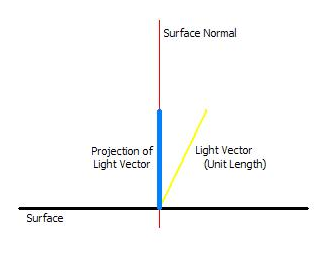 Surface Normal
Projection of
Light Vector
Light Vector
(Unit Length)
Surface